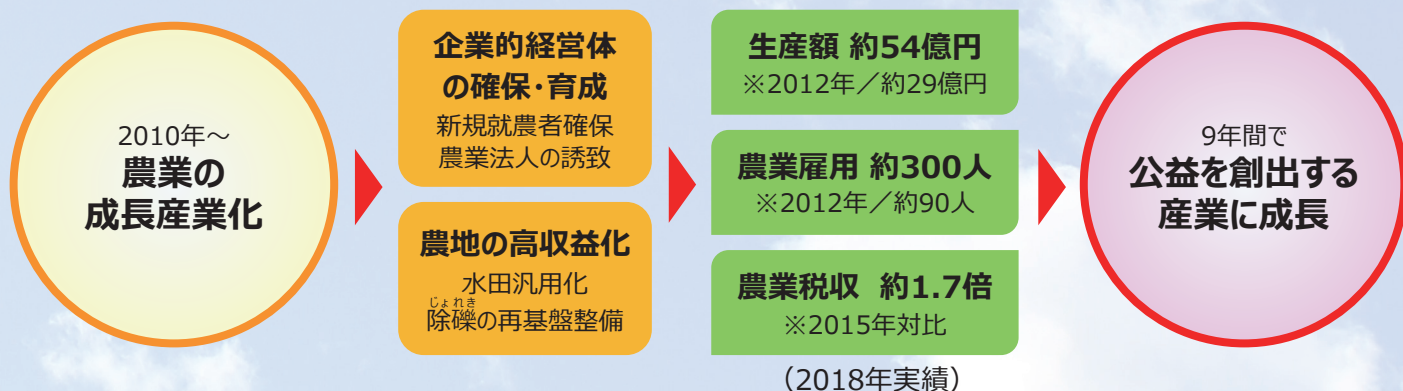 2010年～
農業の
成長産業化
企業的経営体
の確保・育成
新規就農者確保
農業法人の誘致
農地の高収益化
水田汎用化
じょれき
除礫の再基盤整備
生産額 約54億円
※2012年／約29億円
農業雇用 約300人
※2012年／約90人
農業税収 約1.7倍
※2015年対比
（2018年実績）
9年間で
公益を創出する
産業に成長